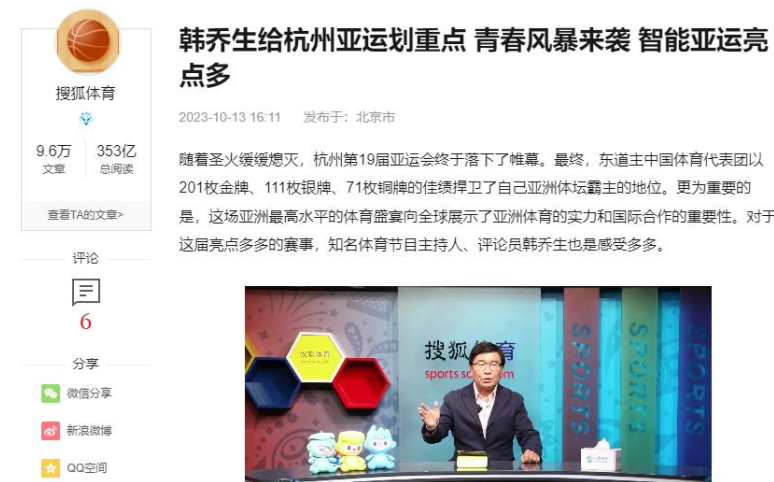 韩乔生给杭州亚运划重点 青春风暴来袭 智能亚运亮
点多
搜狐体育
9.6万 353亿
文章 总阅读
查看TA的文章>
评论
6
分享
微信分享
新浪微博
QQ空间
2023-10-13 16:11 发布于：北京市
随着圣火缓缓熄灭，杭州第19届亚运会终于落下了帷幕。最终，东道主中国体育代表团以
201枚金牌、111枚银牌、71枚铜牌的佳绩捍卫了自己亚洲体坛霸主的地位。更为重要的
是，这场亚洲最高水平的体育盛宴向全球展示了亚洲体育的实力和国际合作的重要性。对于
这届亮点多多的赛事，知名体育节目主持人、评论员韩乔生也是感受多多。
搜狐体育
搜狐 育
sports s
SPORTS
SPORTS
SPORTS